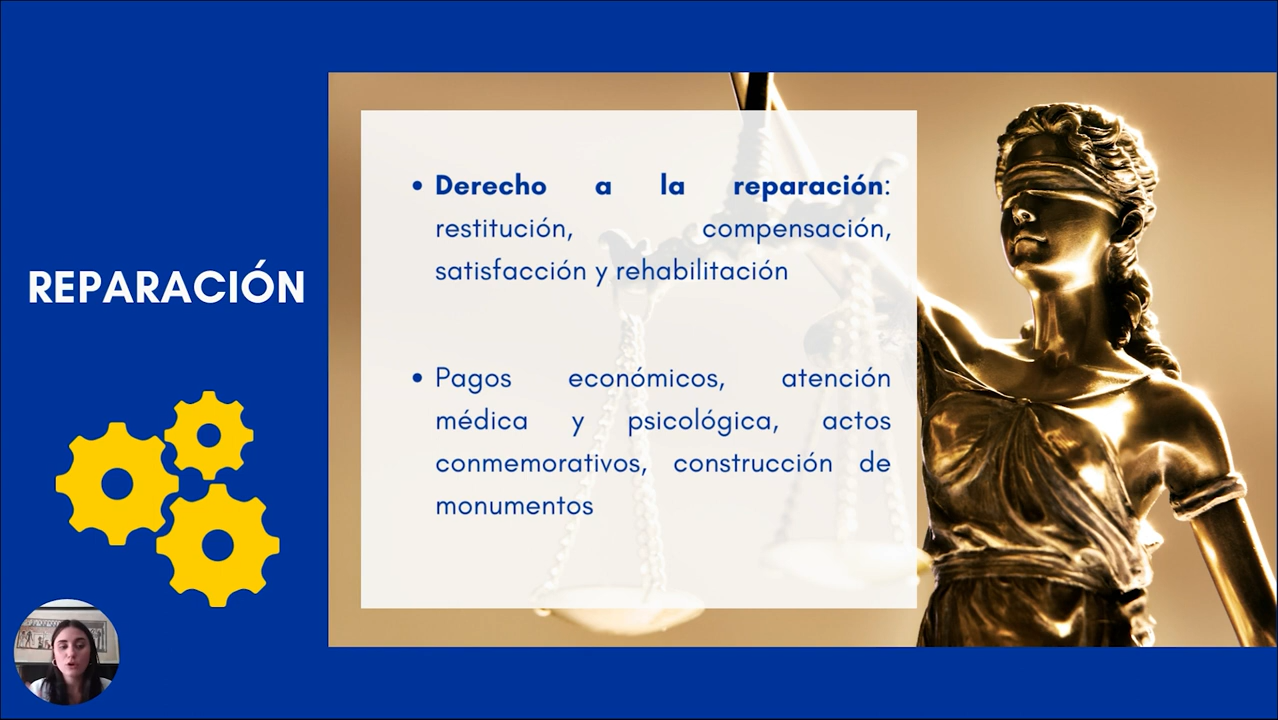 REPARACIÓN
• Derecho a la reparación:
restitución, compensación,
satisfacción y rehabilitación
• Pagos económicos, atención
médica y psicológica, actos
conmemorativos, construcción de
monumentos